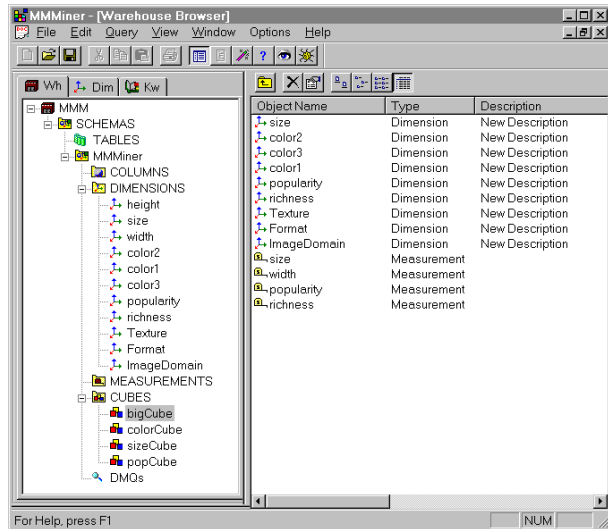 MMMiner - [Warehouse Browser]
File Edit Query View Window Options Help
Wh Dim Kw
MMM
SCHEMAS
TABLES
MMMiner
COLUMNS
DIMENSIONS
height
size
width
color2
color1
color3
popularity
richness
Texture
Format
ImageDomain
MEASUREMENTS
CUBES
bigCube
colorCube
sizeCube
popCube
DMQs
Object Name Type Description
size Dimension New Description
color2 Dimension New Description
color3 Dimension New Description
color1 Dimension New Description
popularity Dimension New Description
richness Dimension New Description
Texture Dimension New Description
Format Dimension New Description
ImageDomain Dimension New Description
size Measurement
width Measurement
popularity Measurement
richness Measurement
For Help, press F1 NUM